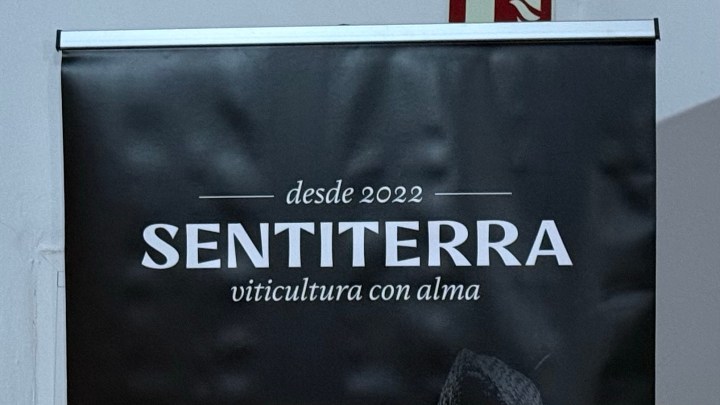 desde 2022
SENTITERRA
viticultura con alma